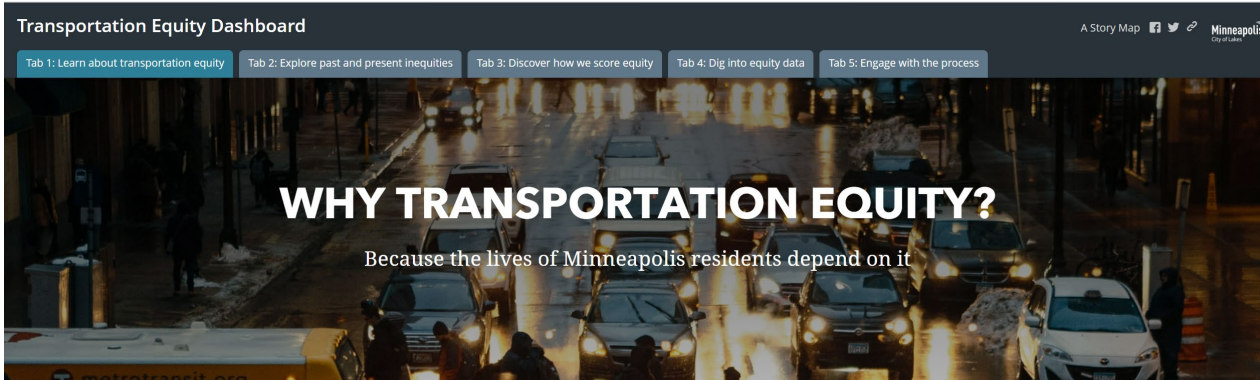 Transportation Equity Dashboard
A Story Map
Minneapolis
City of Lakes
Tab 1: Learn about transportation equity
Tab 2: Explore past and present inequities
Tab 3: Discover how we score equity
Tab 4: Dig into equity data
Tab 5: Engage with the process
WHY TRANSPORTATION EQUITY?
Because the lives of Minneapolis residents depend on it
metrotransit.org